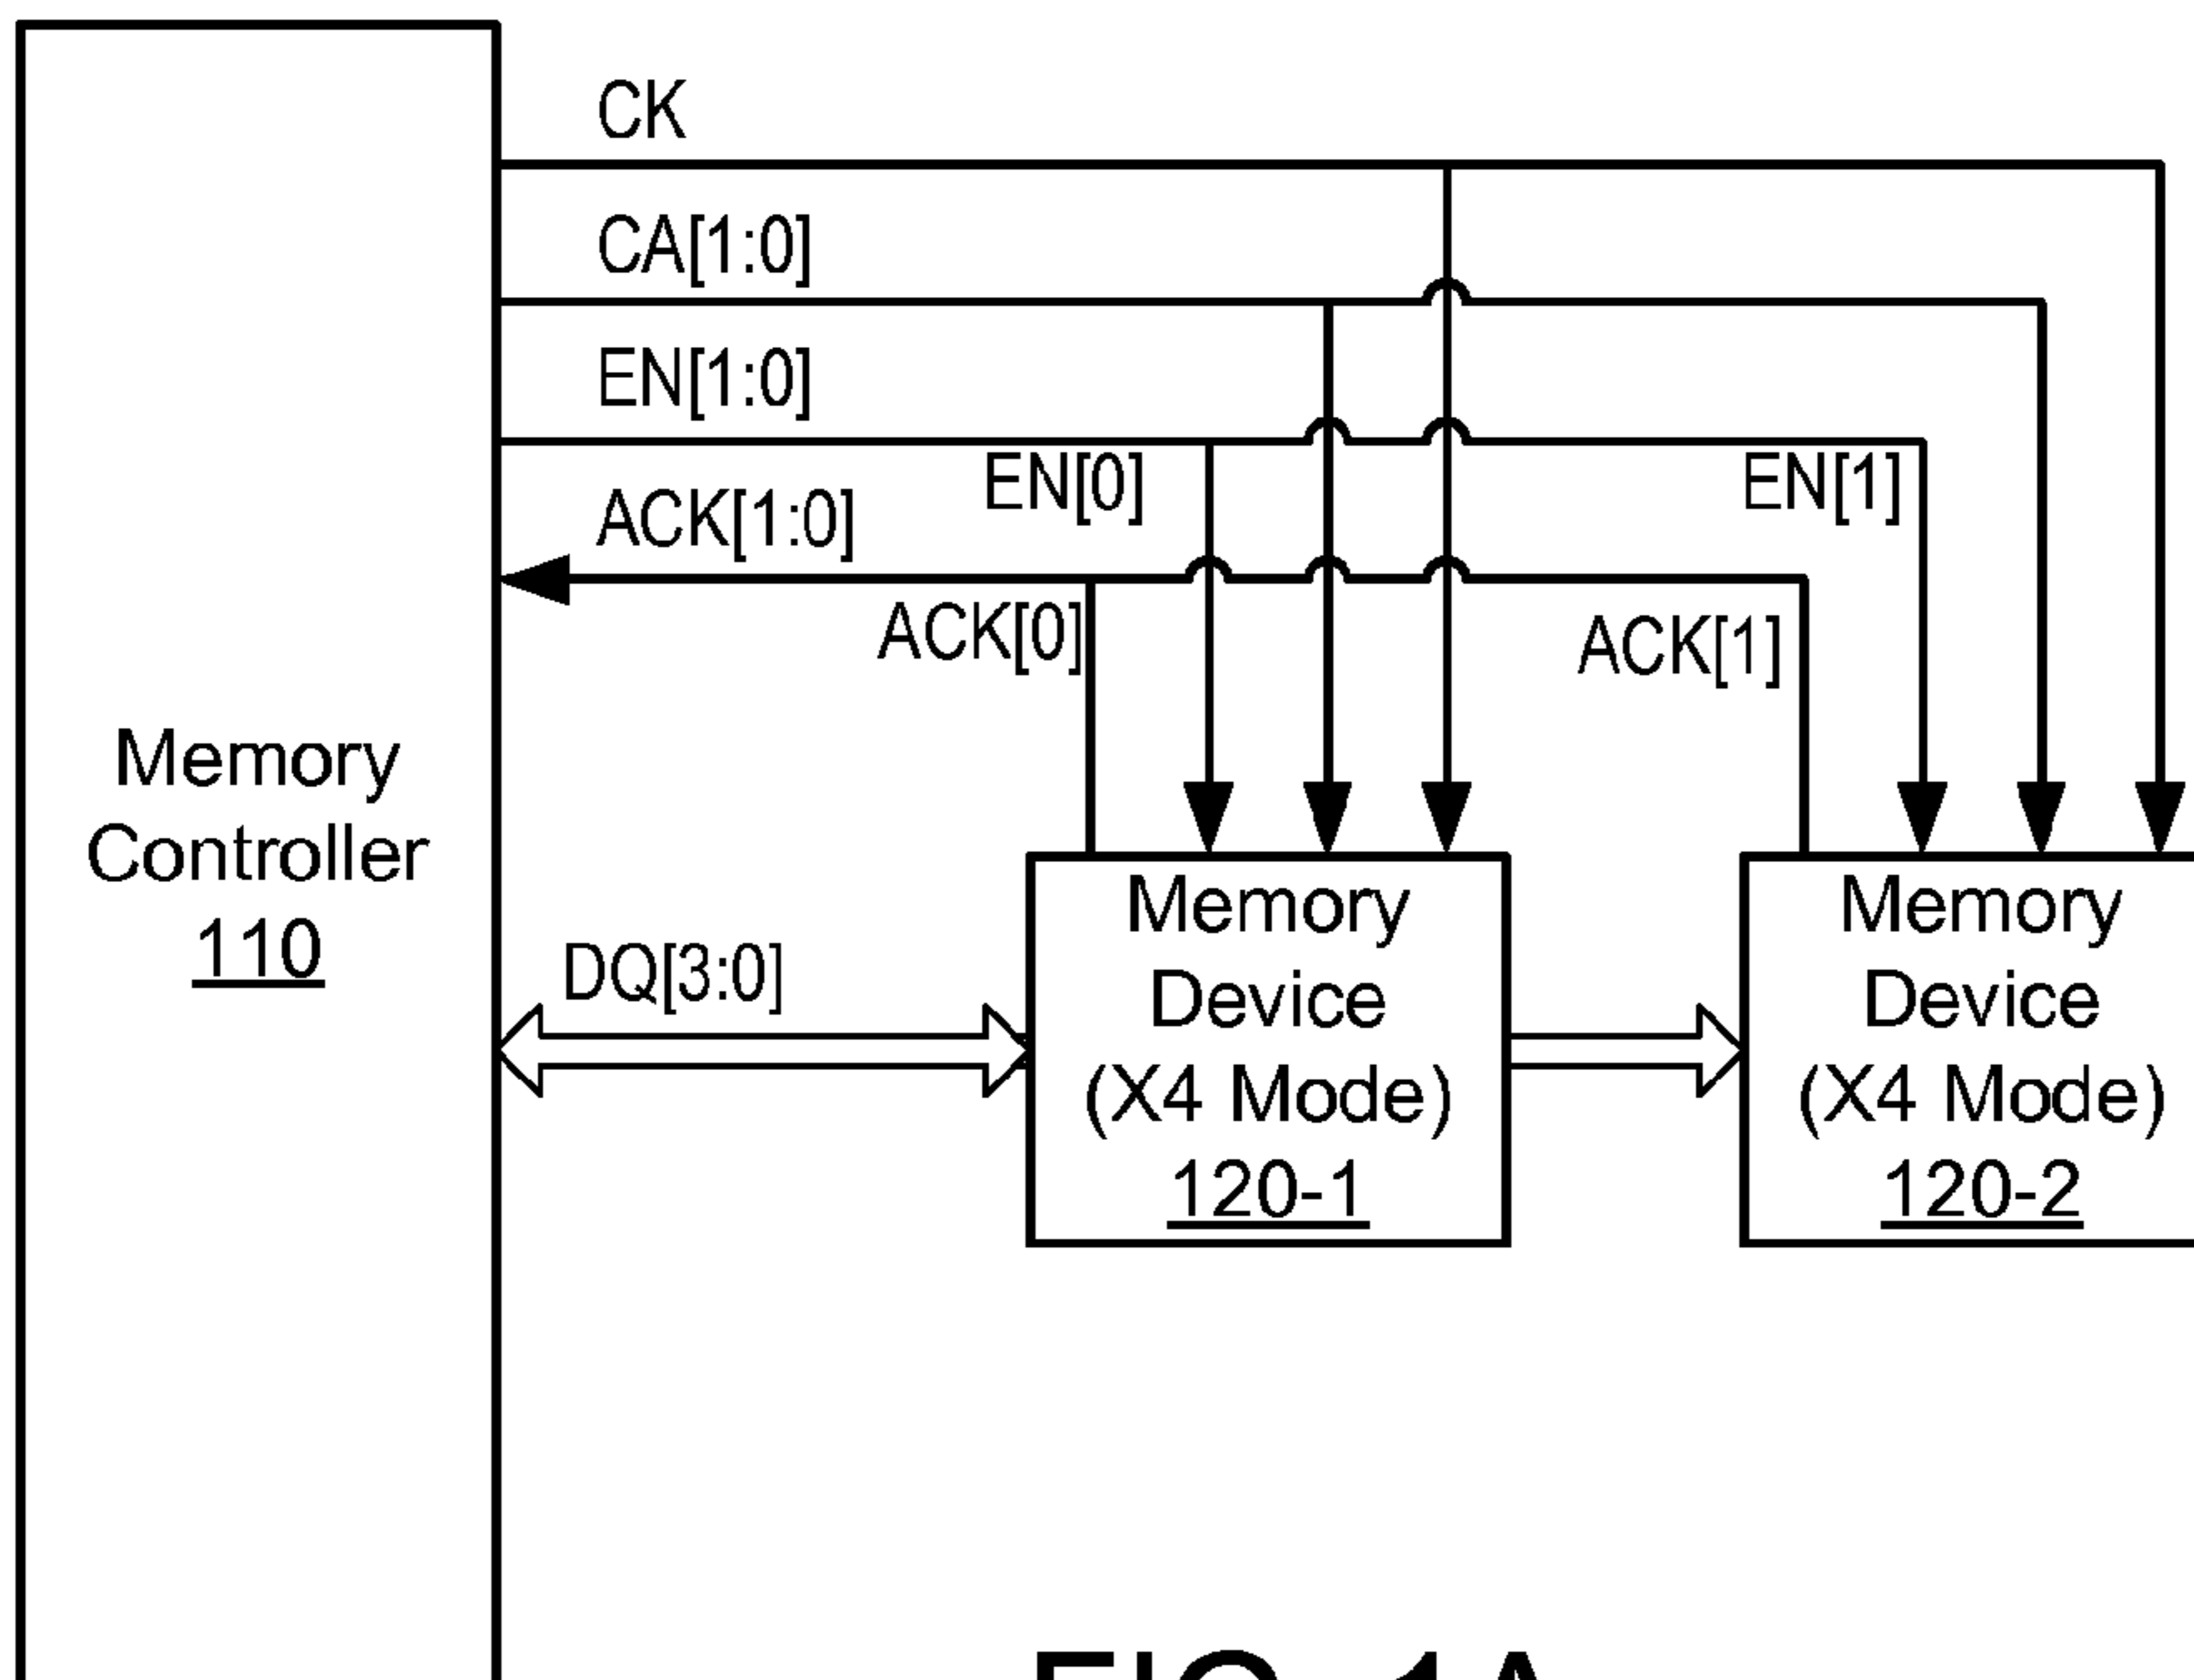 CK
CA[1:0]
EN[1:0]
EN[0]
EN[1]
ACK[1:0]
ACK[0]
ACK[1]
Memory
Controller
110
DQ[3:0]
Memory
Device
(X4 Mode)
120-1
Memory
Device
(X4 Mode)
120-2